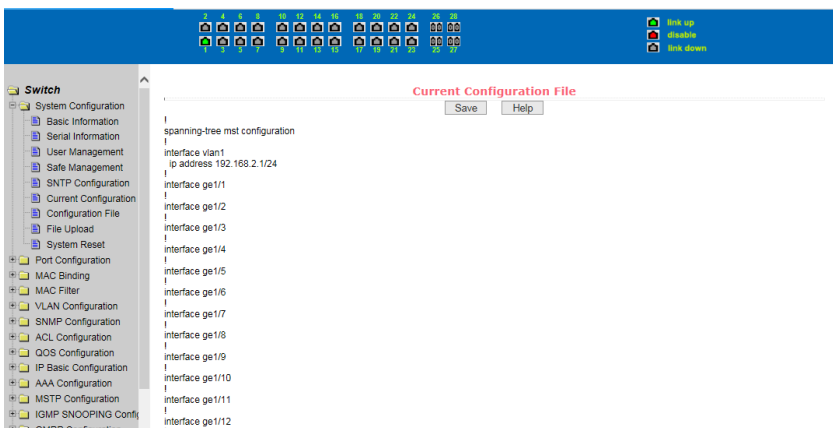 2 4 6 8 10 12 14 16 18 20 22 24 26 28
1 3 5 7 9 11 13 15 17 19 21 23 25 27
link up
disable
link down
Switch
System Configuration
Basic Information
Serial Information
User Management
Safe Management
SNTP Configuration
Current Configuration
Configuration File
File Upload
System Reset
Port Configuration
MAC Binding
MAC Filter
VLAN Configuration
SNMP Configuration
ACL Configuration
QOS Configuration
IP Basic Configuration
AAA Configuration
MSTP Configuration
IGMP SNOOPING Config
Current Configuration File
Save Help
!
spanning-tree mst configuration
!
interface vlan1
ip address 192.168.2.1/24
!
interface ge1/1
!
interface ge1/2
!
interface ge1/3
!
interface ge1/4
!
interface ge1/5
!
interface ge1/6
!
interface ge1/7
!
interface ge1/8
!
interface ge1/9
!
interface ge1/10
!
interface ge1/11
!
interface ge1/12